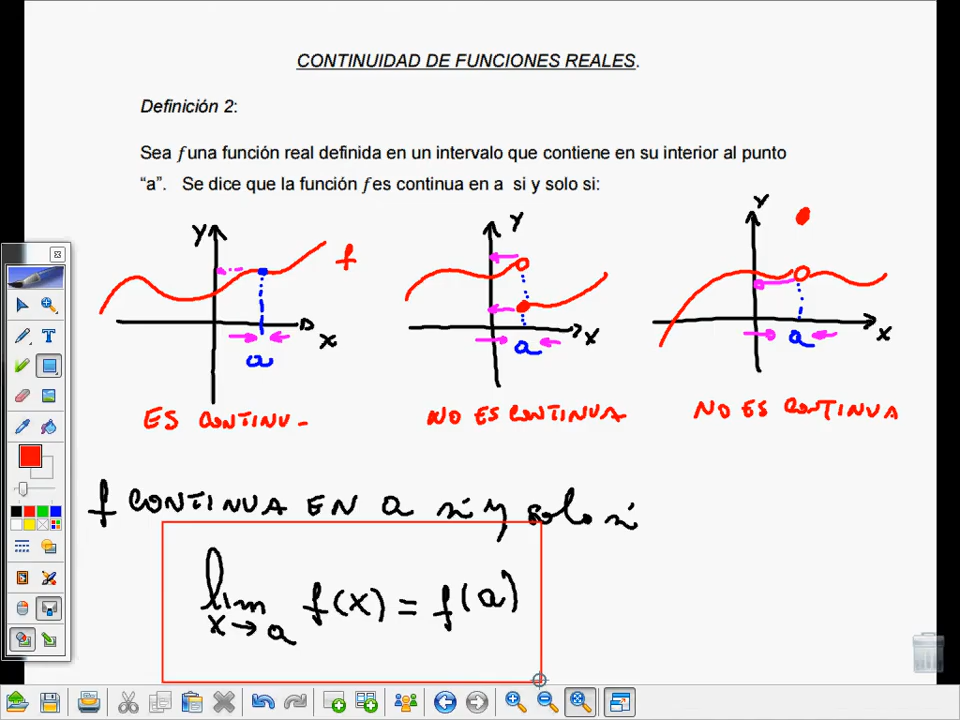 CONTINUIDAD DE FUNCIONES REALES.
Definición 2:
Sea f una función real definida en un intervalo que contiene en su interior al punto
“a”. Se dice que la función f es continua en a si y solo si:
Y f X a
Y X a
Y X a
ES CONTINU
NO ES CONTINUA
NO ES CONTINUA
f CONTINUA EN a si y solo si
lim f(x) = f(a)
x→a